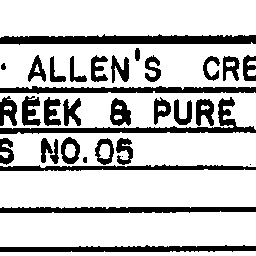 · ALLEN'S CRE
REEK & PURE
S NO.05